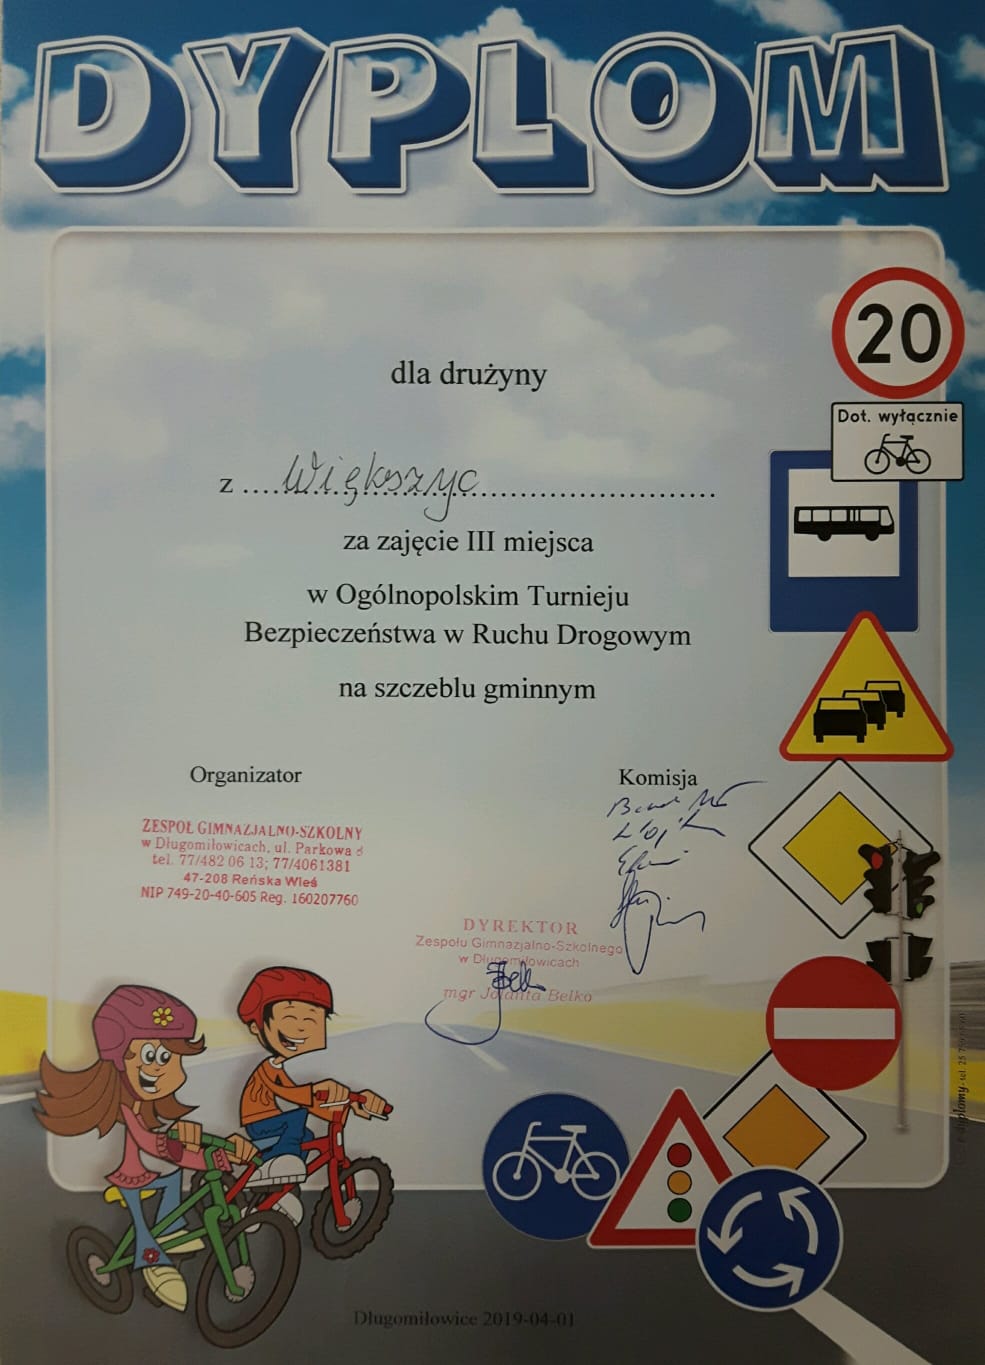 DYPLOM
dla drużyny
z ....Większyc..............................
za zajęcie III miejsca
w Ogólnopolskim Turnieju
Bezpieczeństwa w Ruchu Drogowym
na szczeblu gminnym
Organizator
ZESPÓŁ GIMNAZJALNO-SZKOLNY
w Długomiłowicach, ul. Parkowa
tel. 77/482 06 13; 77/4061381
47-208 Reńska Wieś
NIP 749-20-40-605 Reg. 160207760
Komisja
DYREKTOR
Zespołu Gimnazjalno-Szkolnego
w Długomiłowicach
mgr Jolanta Belko
20
Dot. wyłącznie
Długomiłowice 2019-04-01